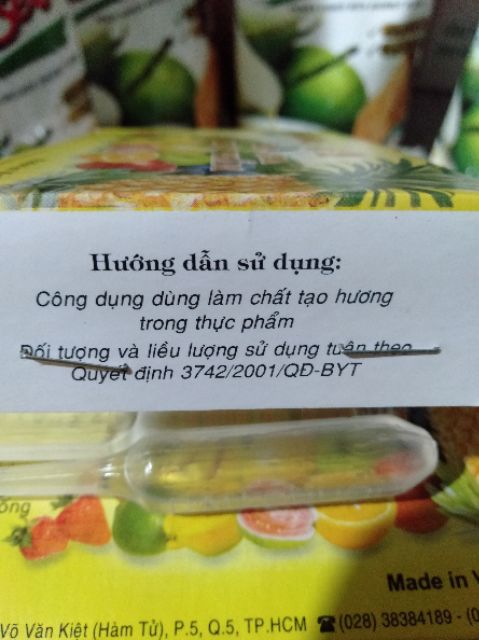 Hướng dẫn sử dụng:
Công dụng dùng làm chất tạo hương
trong thực phẩm
Đối tượng và liều lượng sử dụng tuân theo
Quyết định 3742/2001/QĐ-BYT
Made in
Võ Văn Kiệt (Hàm Tử), P.5, Q.5, TP.HCM ☎(028) 38384189 - (0